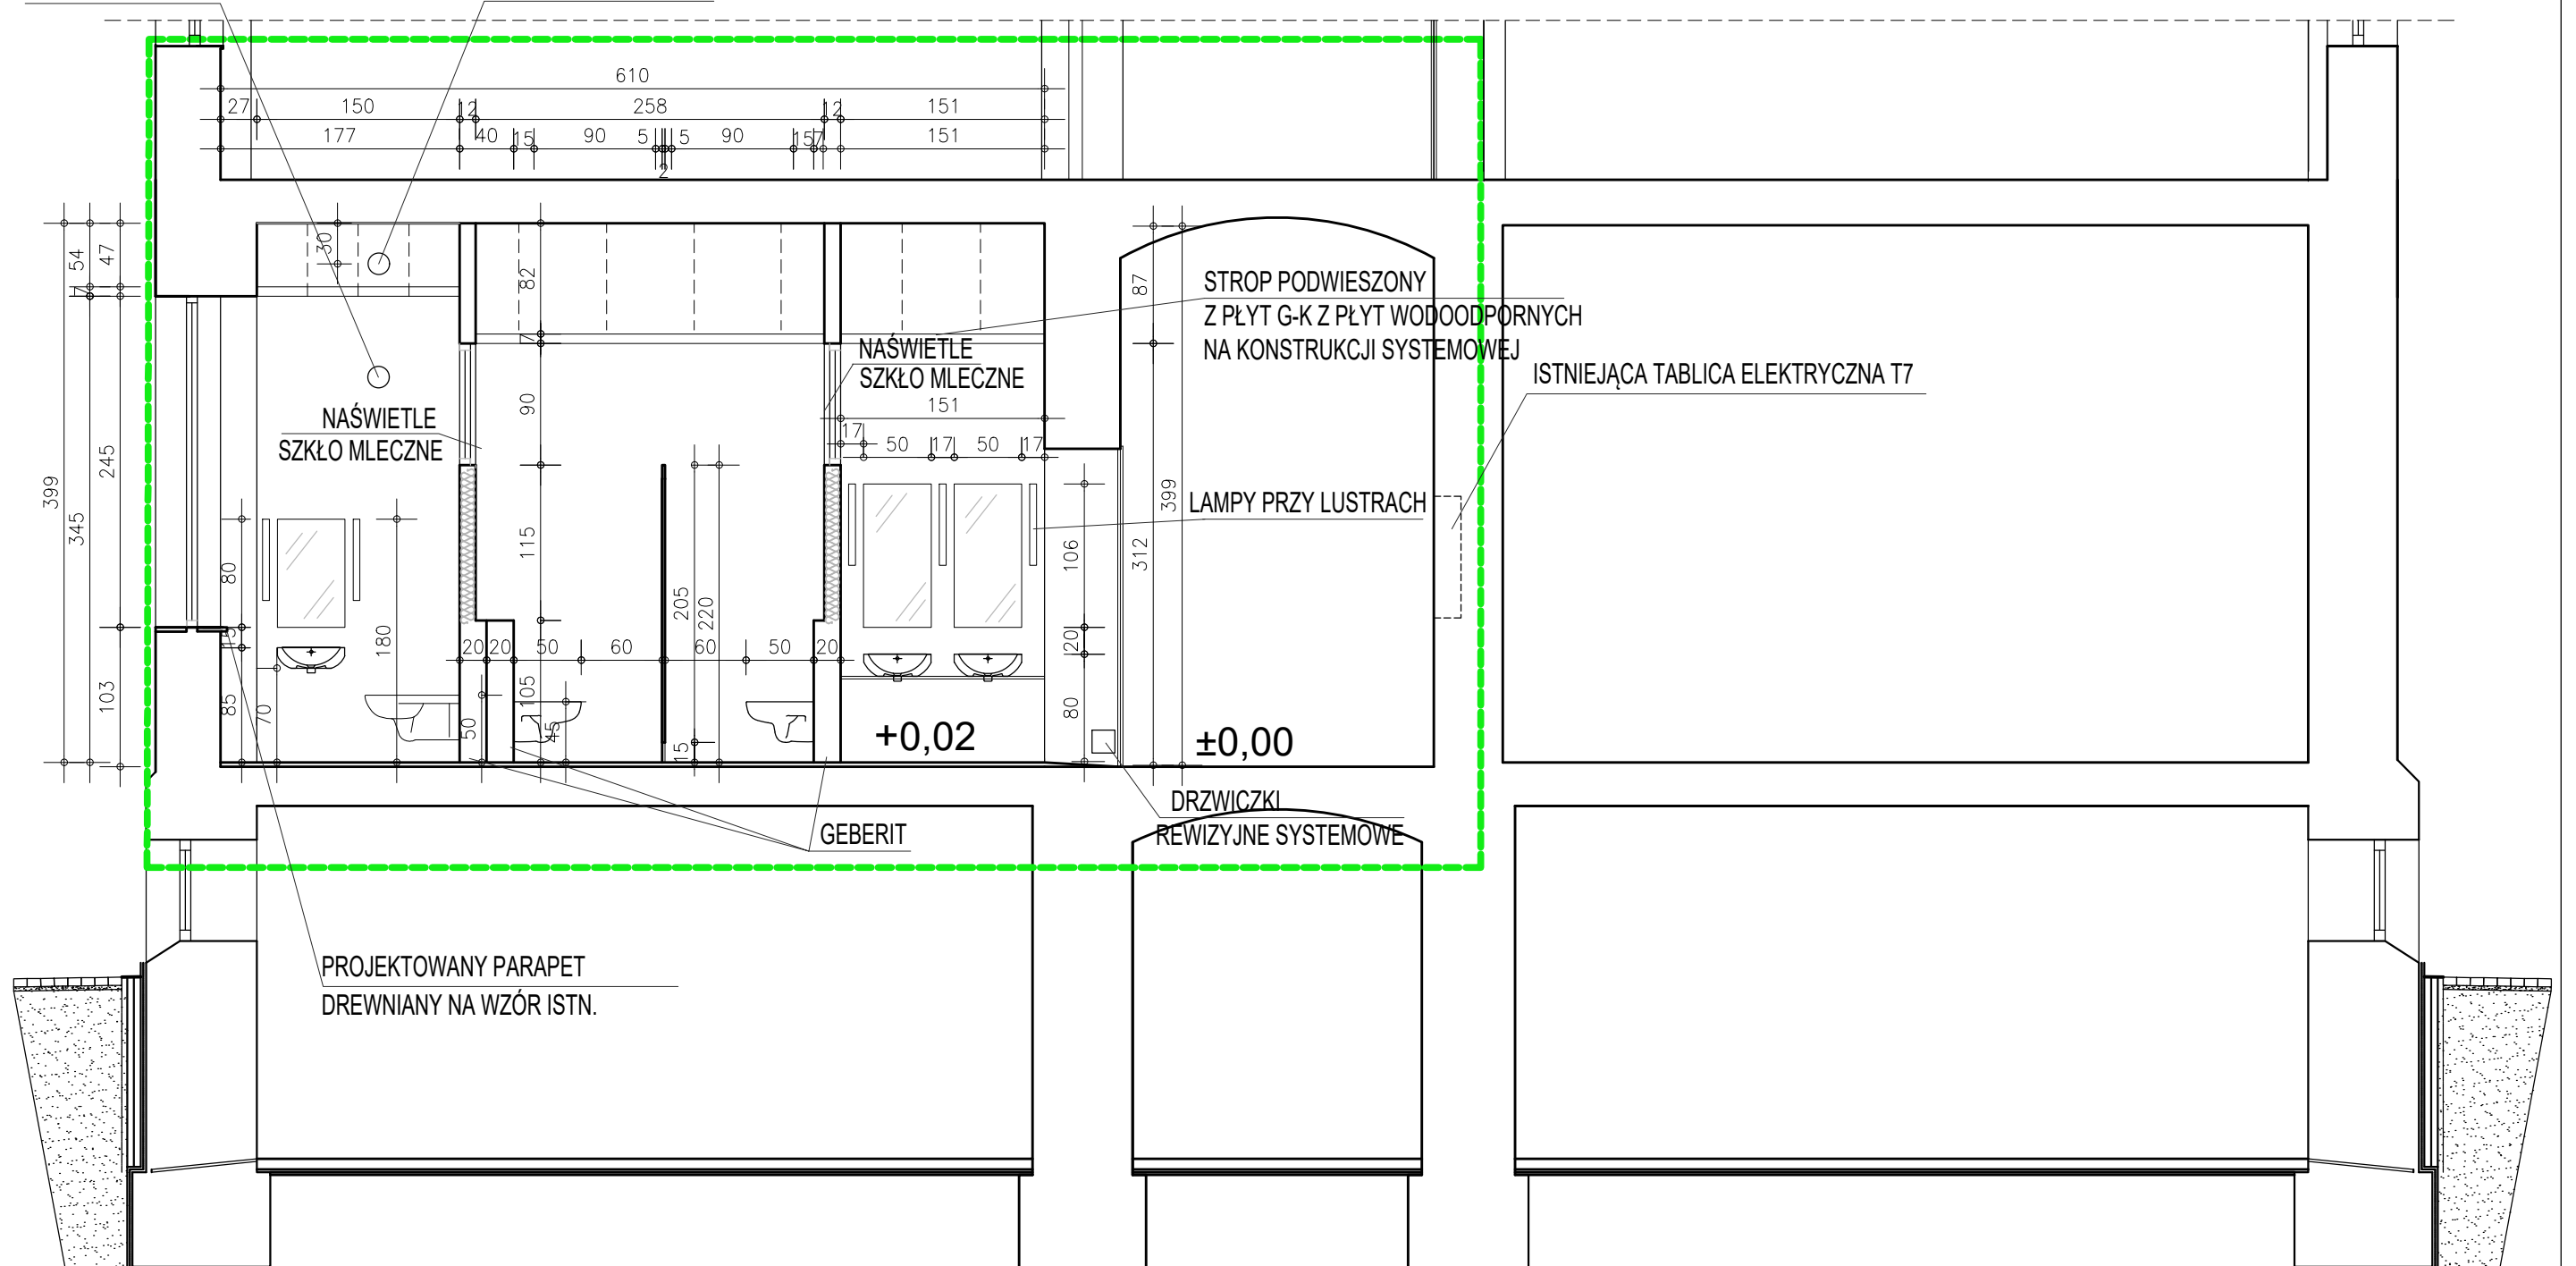 610
27 150 12 258 12 151
177 40 15 90 5 2 5 90 15 7 151
399
54 7 345
47 245 103
30
82
7
90
115
105
87
312
399
STROP PODWIESZONY
Z PŁYT G-K Z PŁYT WODOODPORNYCH
NA KONSTRUKCJI SYSTEMOWEJ
NAŚWIETLE
SZKŁO MLECZNE
ISTNIEJĄCA TABLICA ELEKTRYCZNA T7
151
17 50 17 50 17
NAŚWIETLE
SZKŁO MLECZNE
LAMPY PRZY LUSTRACH
80
15
85
70
180
205
220
15
106
20
80
20 20 50 60 60 50 20
50
45
+0,02
±0,00
DRZWICZKI
REWIZYJNE SYSTEMOWE
GEBERIT
PROJEKTOWANY PARAPET
DREWNIANY NA WZÓR ISTN.